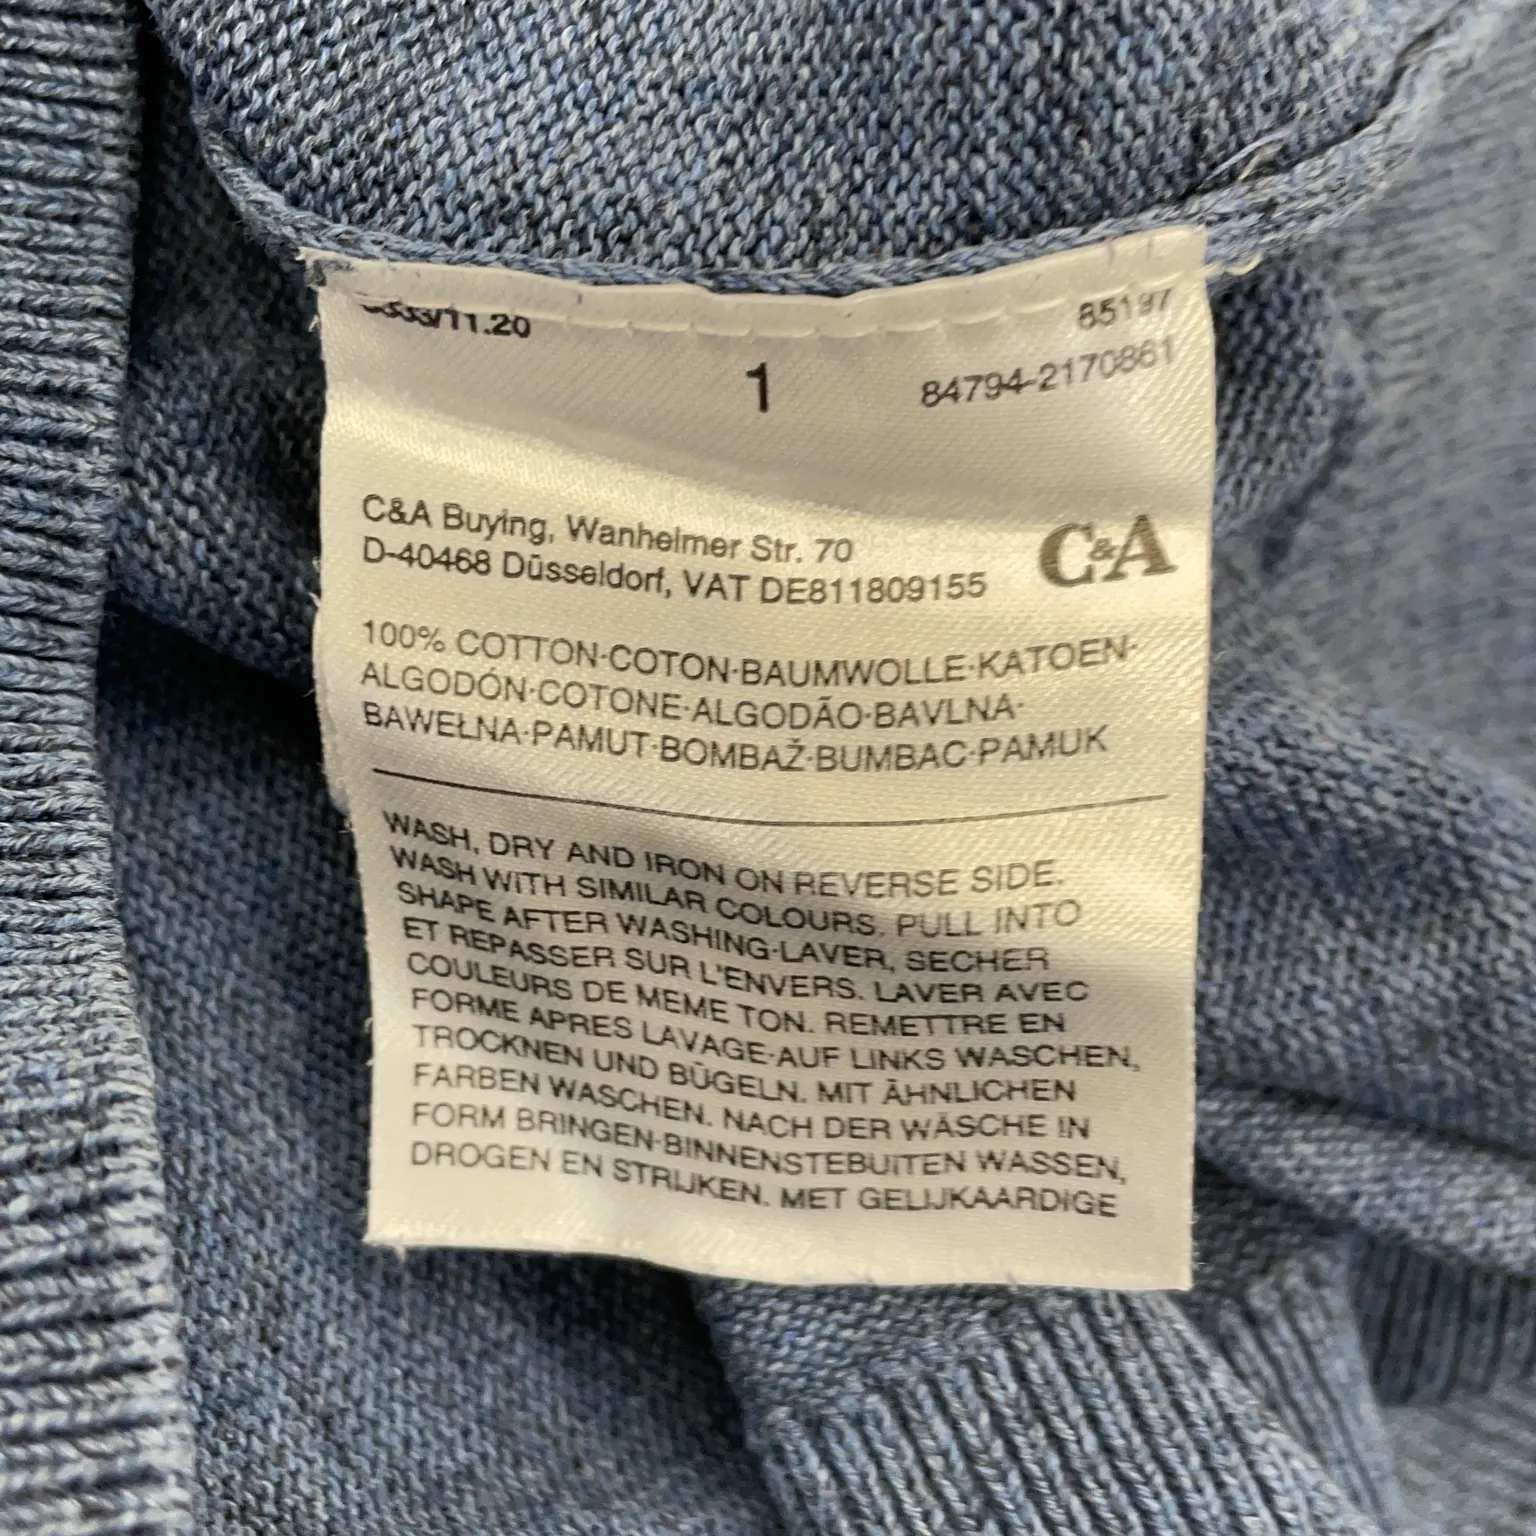 /11.20
85197
1
84794-2170861
C&A Buying, Wanheimer Str. 70
D-40468 Düsseldorf, VAT DE811809155
C&A
100% COTTON·COTON·BAUMWOLLE·KATOEN·
ALGODÓN·COTONE·ALGODÃO·BAVLNA·
BAWEŁNA·PAMUT·BOMBAŽ·BUMBAC·PAMUK
WASH, DRY AND IRON ON REVERSE SIDE.
WASH WITH SIMILAR COLOURS. PULL INTO
SHAPE AFTER WASHING·LAVER, SECHER
ET REPASSER SUR L'ENVERS. LAVER AVEC
COULEURS DE MEME TON. REMETTRE EN
FORME APRES LAVAGE·AUF LINKS WASCHEN,
TROCKNEN UND BÜGELN. MIT ÄHNLICHEN
FARBEN WASCHEN. NACH DER WÄSCHE IN
FORM BRINGEN·BINNENSTEBUITEN WASSEN,
DROGEN EN STRIJKEN. MET GELIJKAARDIGE